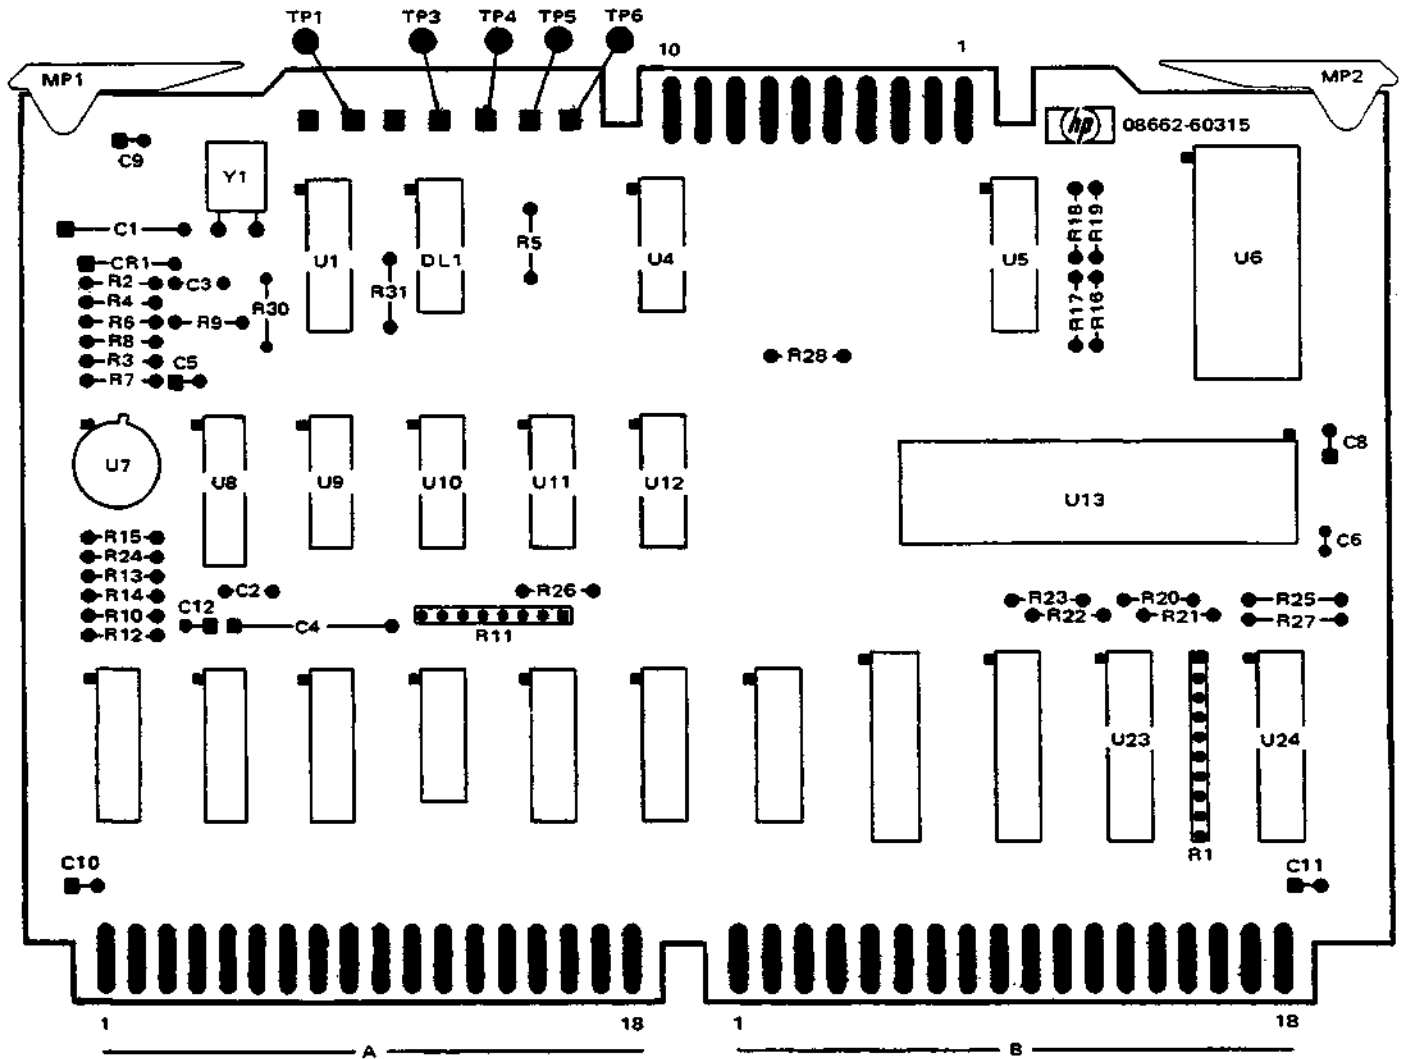 TP1 TP3 TP4 TP5 TP6
10 1
MP1 MP2
hp 08662-60315
C9
Y1
C1
U1 DL1 R5 U4 U5 R18 R19 U6
CR1
R2 C3
R4 R30 R31
R6 R9 R17 R16
R8
R3 C5 R28
R7
U7 U8 U9 U10 U11 U12 U13 C8
R15 C6
R24
R13
R14 C2 R26 R23 R20 R25
R10 C12 R22 R21 R27
R12 C4 R11
U23 U24
R1
C10 C11
1 18 1 18
A B